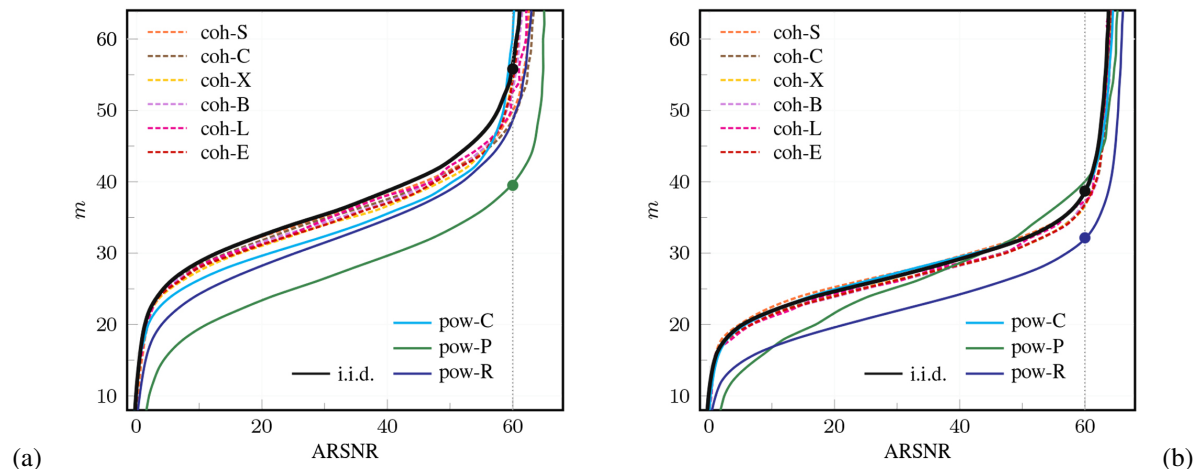 60
50
40
30
20
10
m
coh-S
coh-C
coh-X
coh-B
coh-L
coh-E
pow-C
pow-P
i.i.d.
pow-R
0
20
40
60
ARSNR
(a)
60
50
40
30
20
10
m
coh-S
coh-C
coh-X
coh-B
coh-L
coh-E
pow-C
pow-P
i.i.d.
pow-R
0
20
40
60
ARSNR
(b)